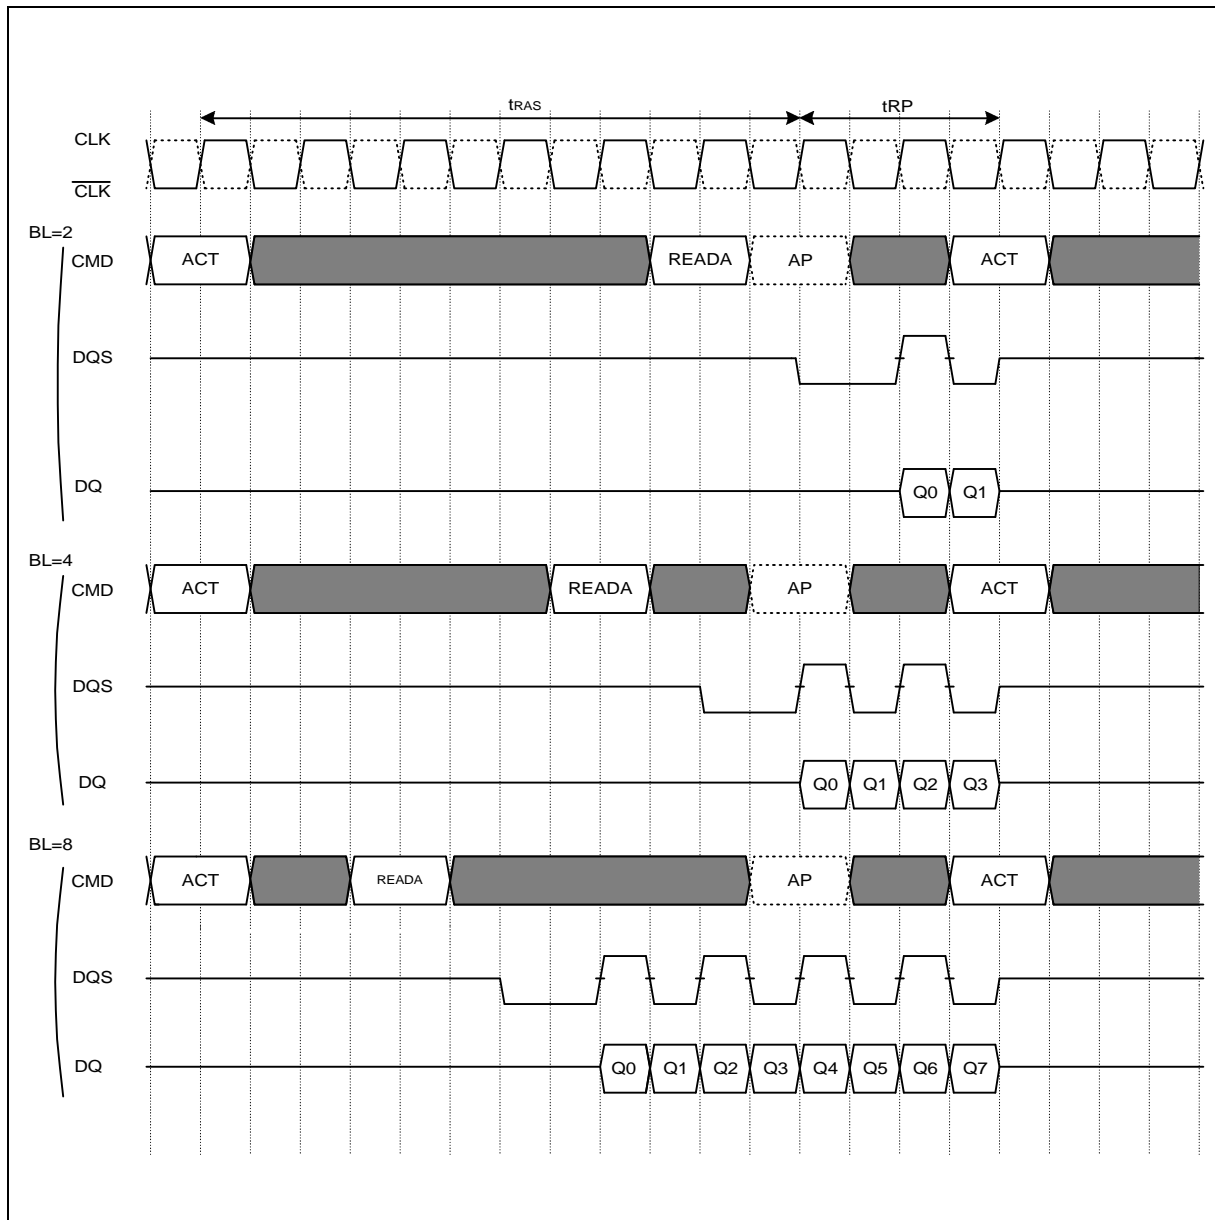 tRAS tRP
CLK
CLK
BL=2
CMD ACT READA AP ACT
DQS
DQ Q0 Q1
BL=4
CMD ACT READA AP ACT
DQS
DQ Q0 Q1 Q2 Q3
BL=8
CMD ACT READA AP ACT
DQS
DQ Q0 Q1 Q2 Q3 Q4 Q5 Q6 Q7